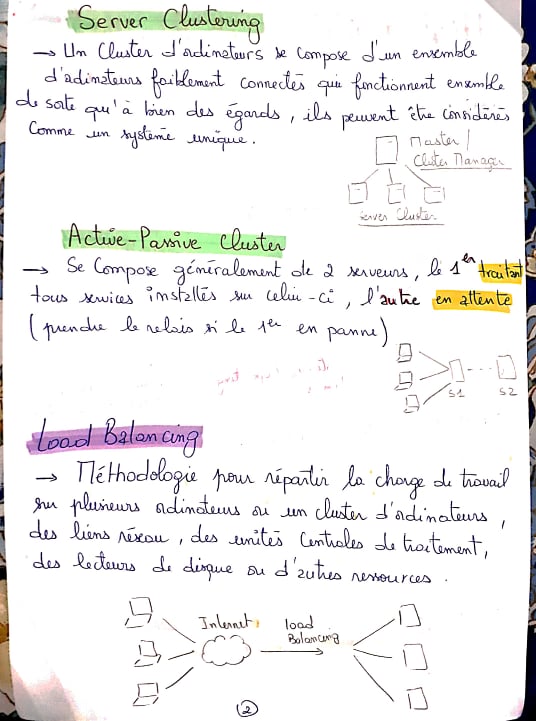 Server Clustering
→ Un Cluster d'ordinateurs se compose d'un ensemble
d'ordinateurs faiblement connectés qui fonctionnent ensemble
de sorte qu'à bien des égards, ils peuvent être considérés
Comme un système unique.
Master /
Cluster Manager
Server Cluster
Active-Passive Cluster
→ Se Compose généralement de 2 serveurs, le 1er traitant
tous services installés sur celui-ci, l'autre en attente
(prendre le relais si le 1er en panne)
S1 S2
Load Balancing
→ Méthodologie pour répartir la charge de travail
sur plusieurs ordinateurs ou un cluster d'ordinateurs,
des liens réseau, des unités Centrales de traitement,
des lecteurs de disque ou d'autres ressources.
Internet
load
Balancing
2